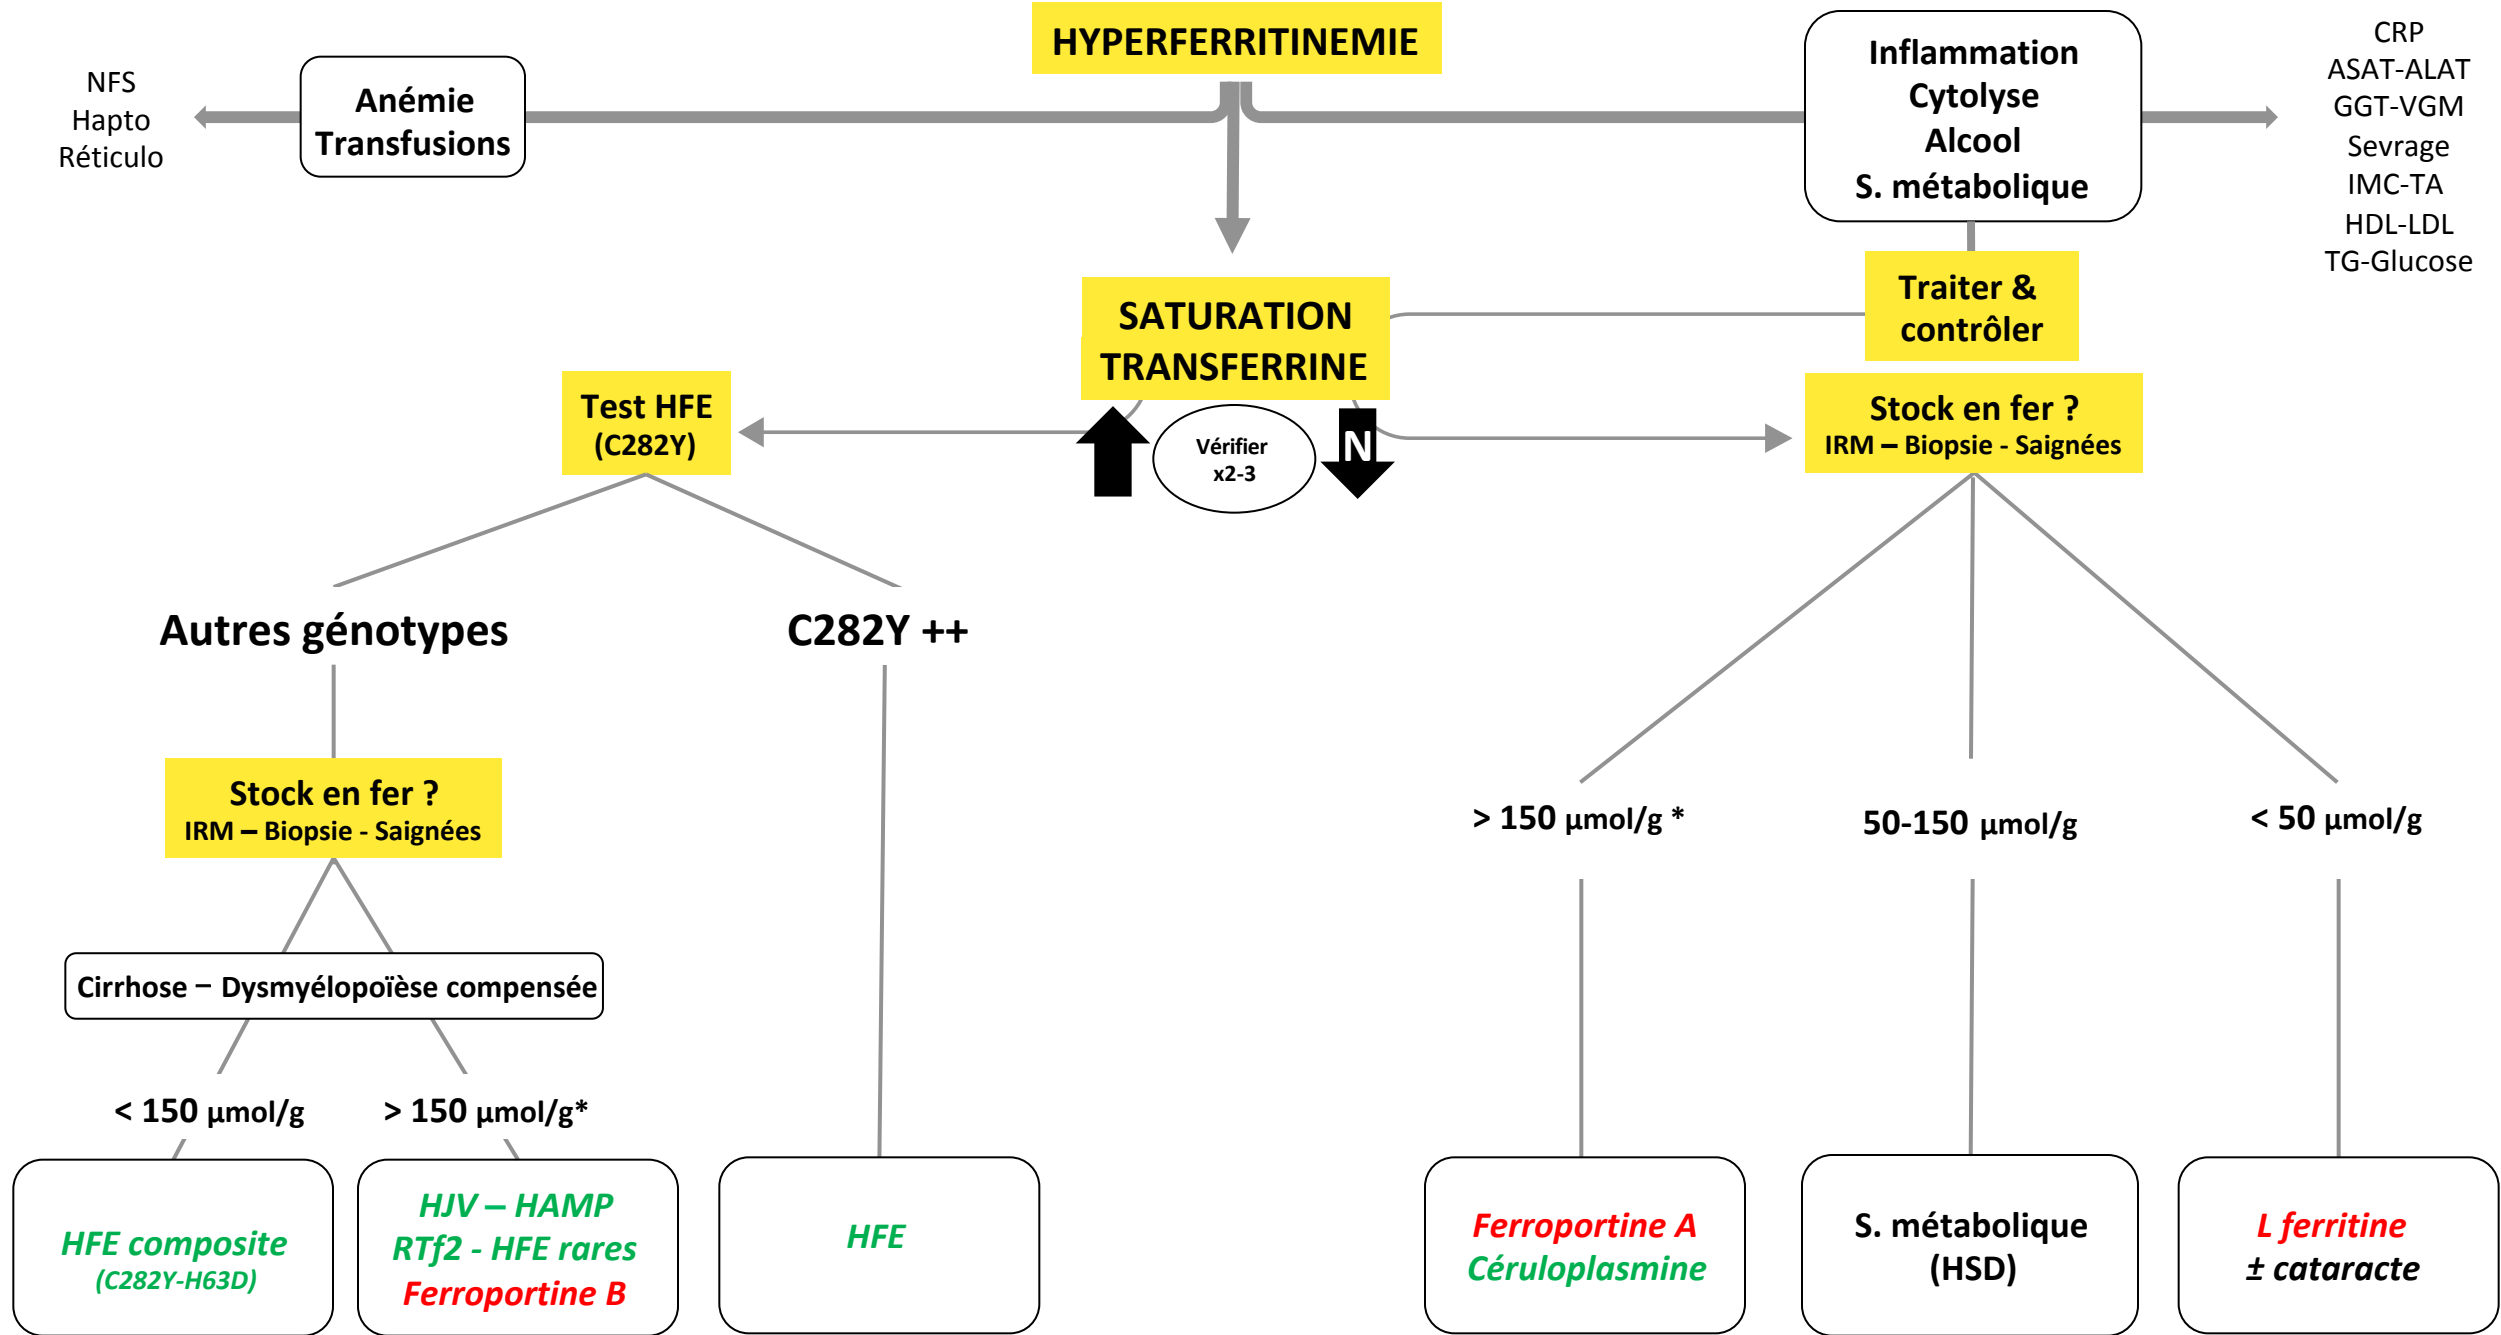 HYPERFERRITINEMIE
NFS
Hapto
Réticulo
Anémie
Transfusions
Inflammation
Cytolyse
Alcool
S. métabolique
CRP
ASAT-ALAT
GGT-VGM
Sevrage
IMC-TA
HDL-LDL
TG-Glucose
SATURATION
TRANSFERRINE
Traiter &
contrôler
Test HFE
(C282Y)
Vérifier
x2-3
N
Stock en fer ?
IRM – Biopsie - Saignées
Autres génotypes
C282Y ++
Stock en fer ?
IRM – Biopsie - Saignées
> 150 µmol/g *
50-150 µmol/g
< 50 µmol/g
Cirrhose – Dysmyélopoïèse compensée
< 150 µmol/g
> 150 µmol/g*
HFE composite
(C282Y-H63D)
HJV – HAMP
RTf2 - HFE rares
Ferroportine B
HFE
Ferroportine A
Céruloplasmine
S. métabolique
(HSD)
L ferritine
± cataracte